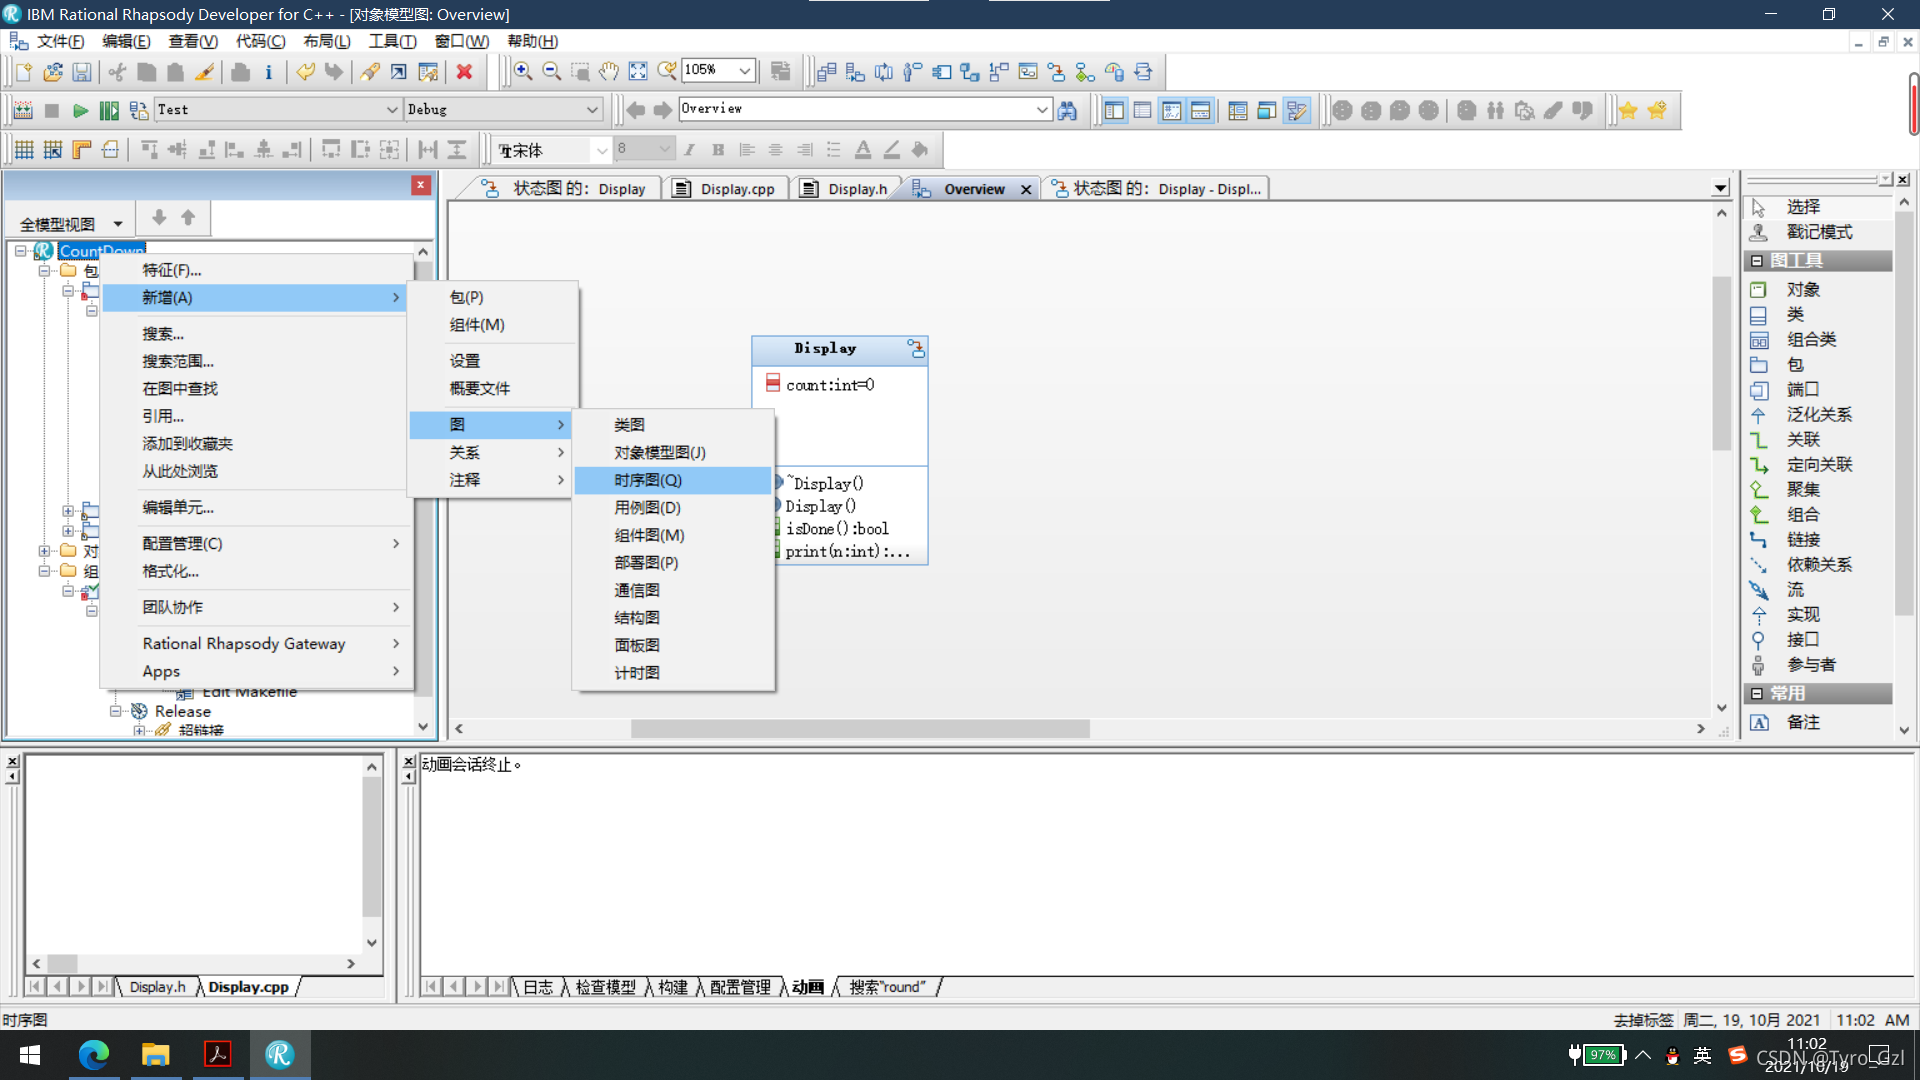 IBM Rational Rhapsody Developer for C++ - [对象模型图: Overview]
文件(F) 编辑(E) 查看(V) 代码(C) 布局(L) 工具(T) 窗口(W) 帮助(H)
105%
Test Debug Overview
宋体 8
状态图 的: Display Display.cpp Display.h Overview 状态图 的: Display - Displ...
全模型视图
CountDown
包
对
组
Edit Makefile
Release
超链接
特征(F)...
新增(A)
搜索...
搜索范围...
在图中查找
引用...
添加到收藏夹
从此处浏览
编辑单元...
配置管理(C)
格式化...
团队协作
Rational Rhapsody Gateway
Apps
包(P)
组件(M)
设置
概要文件
图
关系
注释
类图
对象模型图(J)
时序图(Q)
用例图(D)
组件图(M)
部署图(P)
通信图
结构图
面板图
计时图
Display
count:int=0
~Display()
Display()
isDone():bool
print(n:int):...
选择
戳记模式
图工具
对象
类
组合类
包
端口
泛化关系
关联
定向关联
聚集
组合
链接
依赖关系
流
实现
接口
参与者
常用
备注
动画会话终止。
Display.h Display.cpp
日志 检查模型 构建 配置管理 动画 搜索"round"
时序图
去掉标签 周二, 19, 10月 2021 11:02 AM
97% 英 11:02
2021/10/19
CSDN @Tyro_Gzl